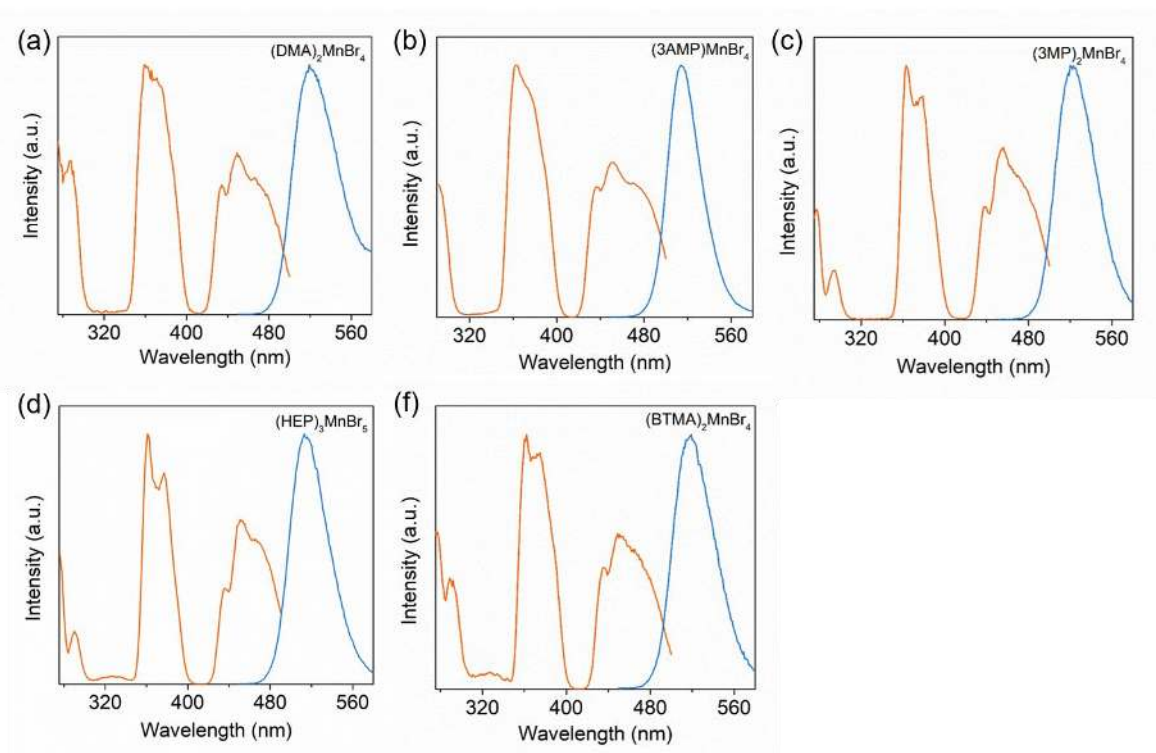 (a)
(DMA)₂MnBr₄
Intensity (a.u.)
320 400 480 560
Wavelength (nm)
(b)
(3AMP)MnBr₄
Intensity (a.u.)
320 400 480 560
Wavelength (nm)
(c)
(3MP)₂MnBr₄
Intensity (a.u.)
320 400 480 560
Wavelength (nm)
(d)
(HEP)₃MnBr₅
Intensity (a.u.)
320 400 480 560
Wavelength (nm)
(f)
(BTMA)₂MnBr₄
Intensity (a.u.)
320 400 480 560
Wavelength (nm)